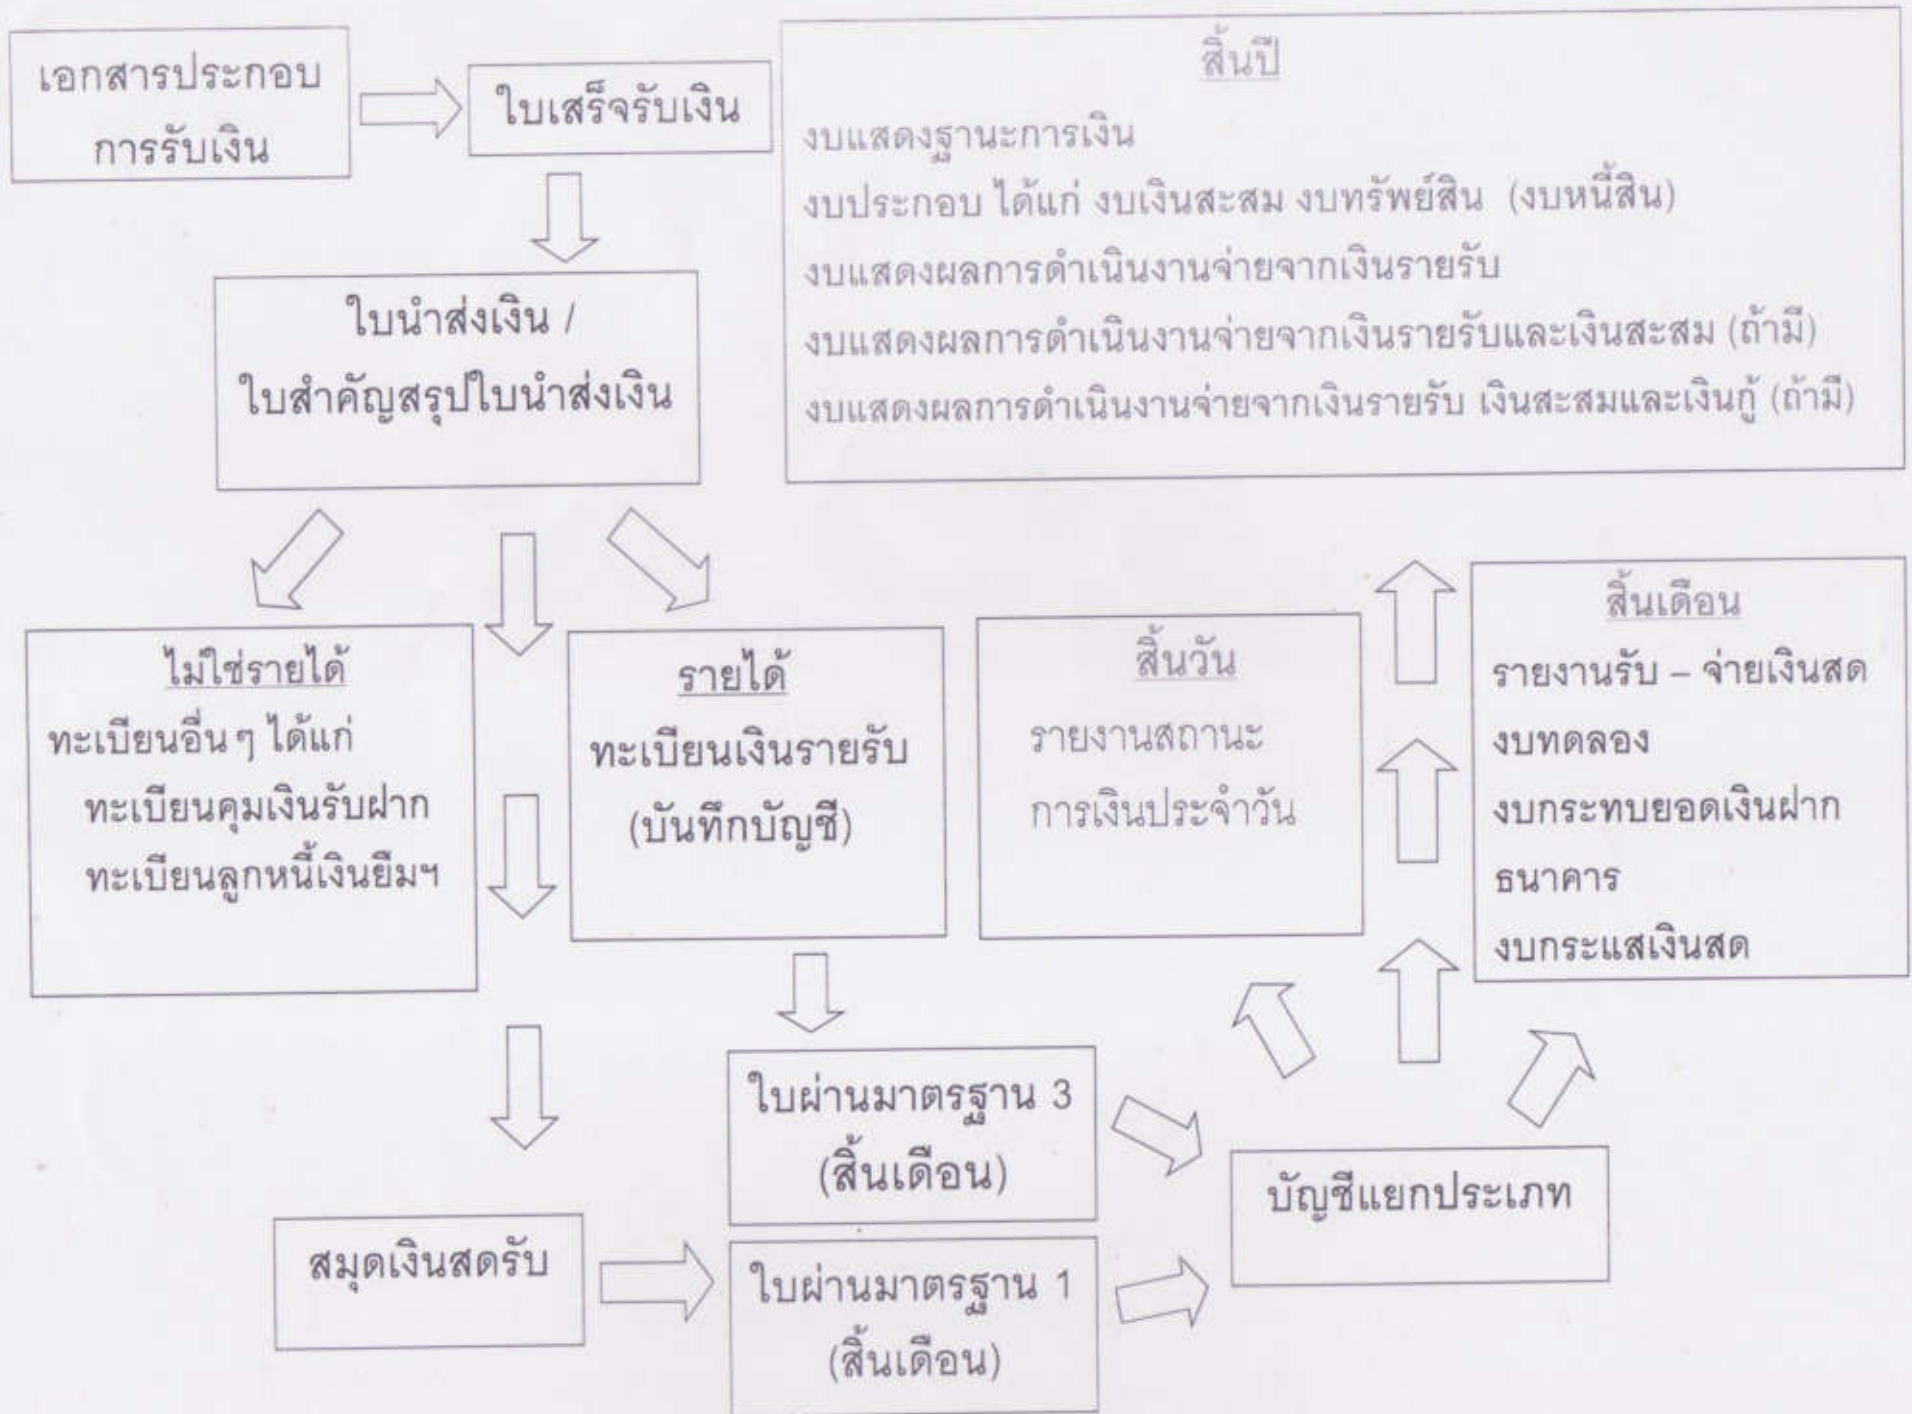 เอกสารประกอบ
การรับเงิน
ใบเสร็จรับเงิน
สิ้นปี
งบแสดงฐานะการเงิน
งบประกอบ ได้แก่ งบเงินสะสม งบทรัพย์สิน (งบหนี้สิน)
งบแสดงผลการดำเนินงานจ่ายจากเงินรายรับ
งบแสดงผลการดำเนินงานจ่ายจากเงินรายรับและเงินสะสม (ถ้ามี)
งบแสดงผลการดำเนินงานจ่ายจากเงินรายรับ เงินสะสมและเงินกู้ (ถ้ามี)
ใบนำส่งเงิน /
ใบสำคัญสรุปใบนำส่งเงิน
ไม่ใช่รายได้
ทะเบียนอื่น ๆ ได้แก่
ทะเบียนคุมเงินรับฝาก
ทะเบียนลูกหนี้เงินยืมฯ
รายได้
ทะเบียนเงินรายรับ
(บันทึกบัญชี)
สิ้นวัน
รายงานสถานะ
การเงินประจำวัน
สิ้นเดือน
รายงานรับ – จ่ายเงินสด
งบทดลอง
งบกระทบยอดเงินฝาก
ธนาคาร
งบกระแสเงินสด
ใบผ่านมาตรฐาน 3
(สิ้นเดือน)
บัญชีแยกประเภท
สมุดเงินสดรับ
ใบผ่านมาตรฐาน 1
(สิ้นเดือน)